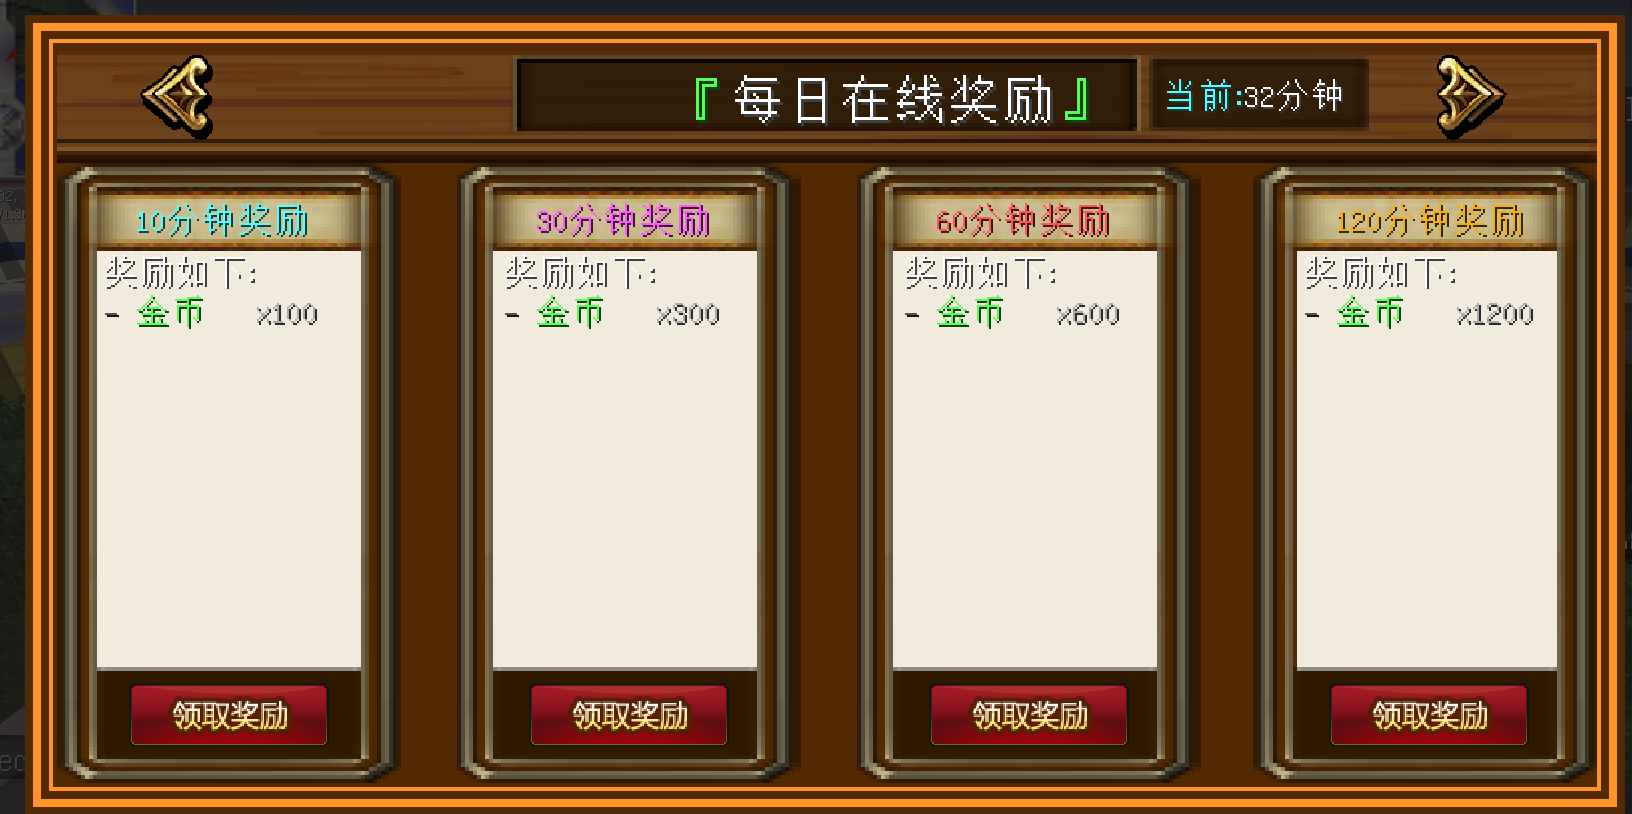 『每日在线奖励』
当前:32分钟
10分钟奖励
奖励如下:
- 金币 x100
领取奖励
30分钟奖励
奖励如下:
- 金币 x300
领取奖励
60分钟奖励
奖励如下:
- 金币 x600
领取奖励
120分钟奖励
奖励如下:
- 金币 x1200
领取奖励